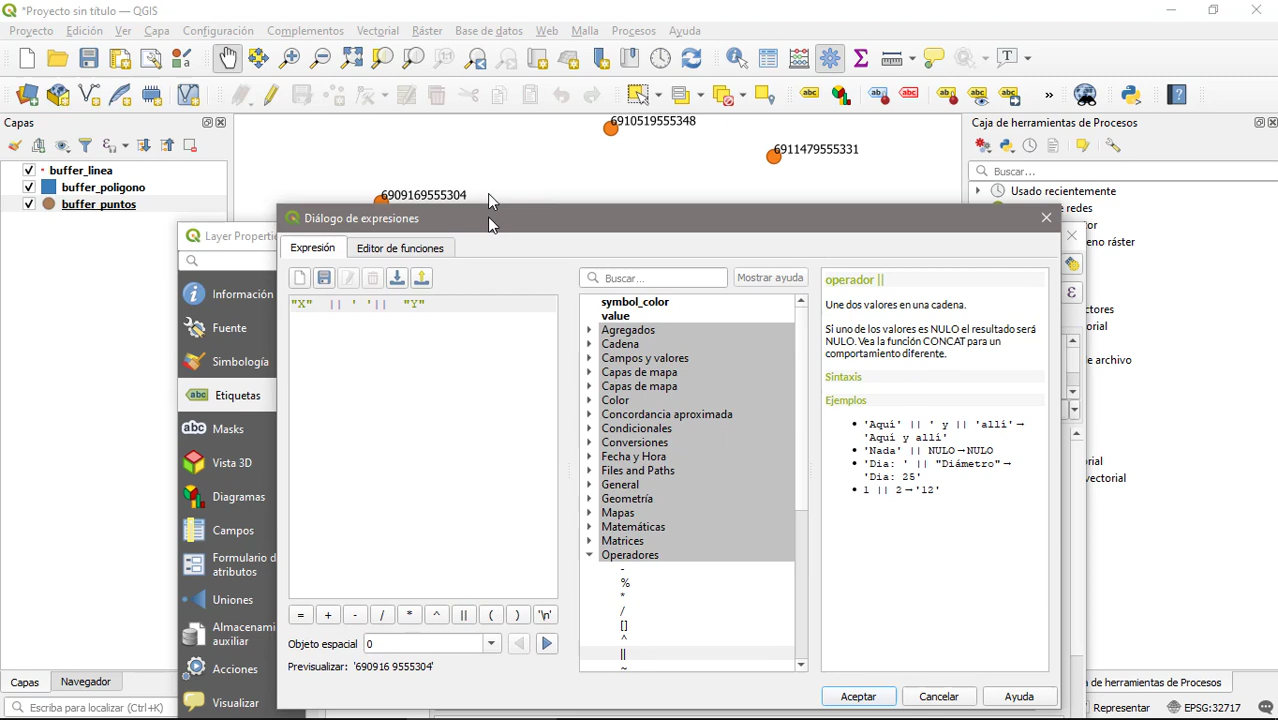 *Proyecto sin título — QGIS
Proyecto Edición Ver Capa Configuración Complementos Vectorial Ráster Base de datos Web Malla Procesos Ayuda
Capas
Caja de herramientas de Procesos
buffer_linea
buffer_poligono
buffer_puntos
6910519555348
6911479555331
6909169555304
Buscar...
Usado recientemente
de redes
eno ráster
ctores
orial
e archivo
al
vectorial
Layer Properti
Información
Fuente
Simbología
Etiquetas
Masks
Vista 3D
Diagramas
Campos
Formulario d
atributos
Uniones
Almacenami
auxiliar
Acciones
Visualizar
Diálogo de expresiones
Expresión Editor de funciones
"X" || ' '|| "Y"
= + - / * ^ || ( ) '\n'
Objeto espacial 0
Previsualizar: '690916 9555304'
Buscar... Mostrar ayuda
symbol_color
value
Agregados
Cadena
Campos y valores
Capas de mapa
Capas de mapa
Color
Concordancia aproximada
Condicionales
Conversiones
Fecha y Hora
Files and Paths
General
Geometría
Mapas
Matemáticas
Matrices
Operadores
-
%
*
/
[]
^
||
~
operador ||
Une dos valores en una cadena.
Si uno de los valores es NULO el resultado será
NULO. Vea la función CONCAT para un
comportamiento diferente.
Sintaxis
Ejemplos
'Aquí' || ' y || 'allí'→
'Aquí y allí'
'Nada' || NULO→NULO
'Dia: ' || "Diámetro"→
'Dia: 25'
1 || 2→'12'
Aceptar Cancelar Ayuda
Capas Navegador
a de herramientas de Procesos
Escriba para localizar (Ctrl+K)
Representar EPSG:32717